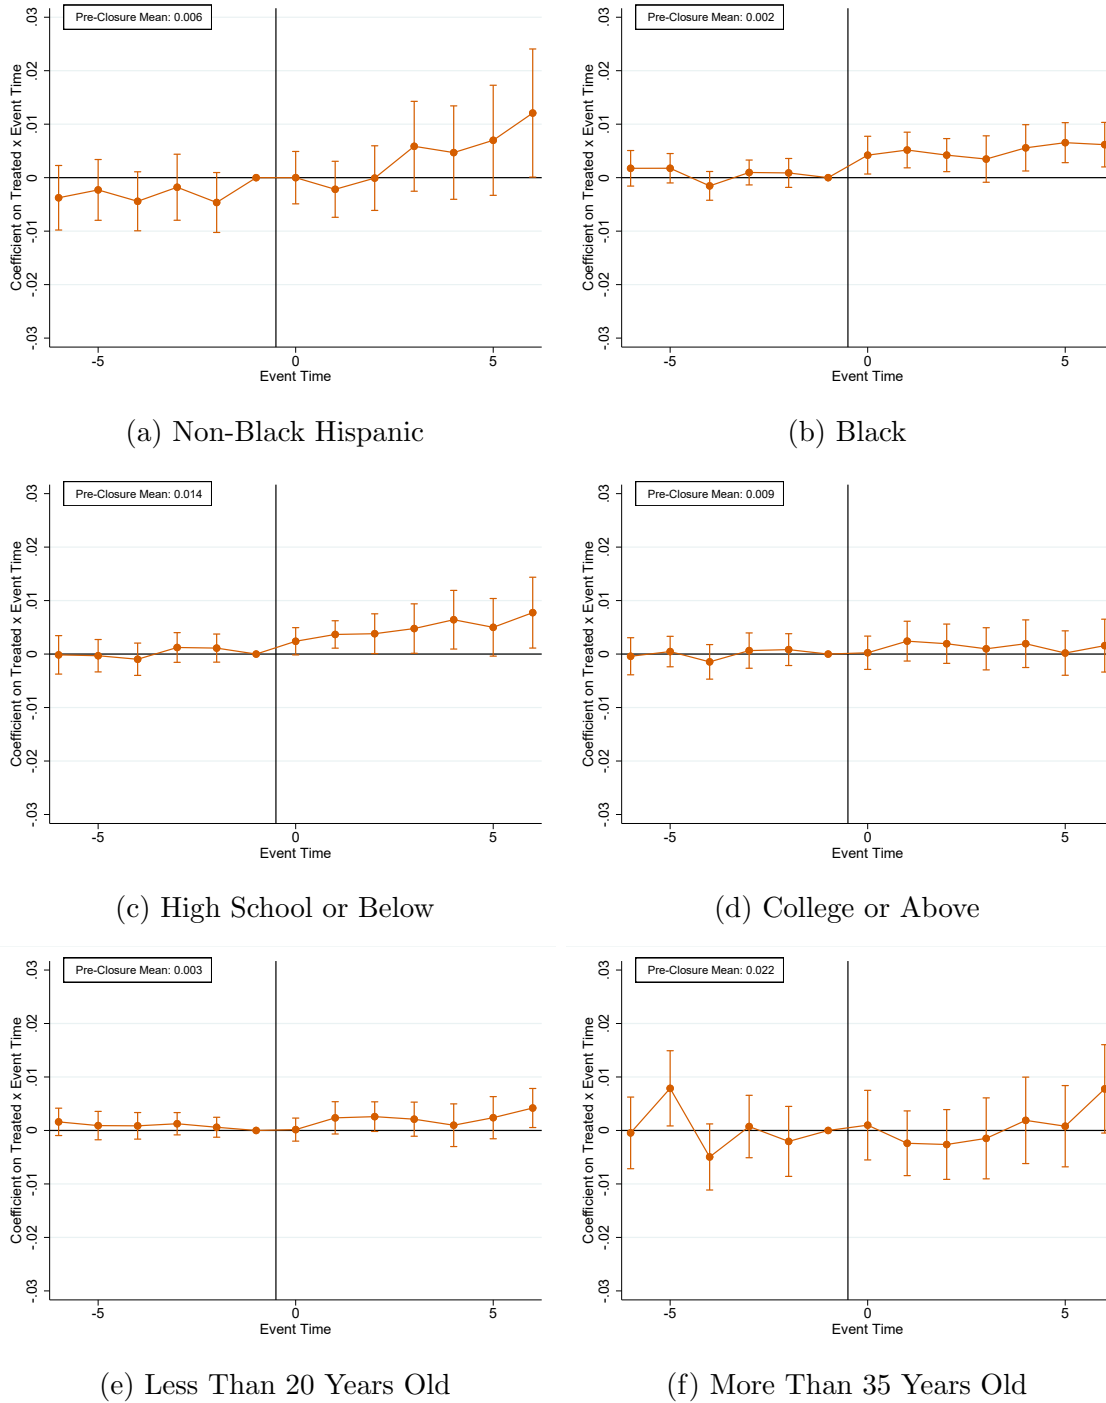 Pre-Closure Mean: 0.006
Coefficient on Treated x Event Time
.03
.02
.01
0
-.01
-.02
-.03
-5
0
5
Event Time
(a) Non-Black Hispanic
Pre-Closure Mean: 0.002
Coefficient on Treated x Event Time
.03
.02
.01
0
-.01
-.02
-.03
-5
0
5
Event Time
(b) Black
Pre-Closure Mean: 0.014
Coefficient on Treated x Event Time
.03
.02
.01
0
-.01
-.02
-.03
-5
0
5
Event Time
(c) High School or Below
Pre-Closure Mean: 0.009
Coefficient on Treated x Event Time
.03
.02
.01
0
-.01
-.02
-.03
-5
0
5
Event Time
(d) College or Above
Pre-Closure Mean: 0.003
Coefficient on Treated x Event Time
.03
.02
.01
0
-.01
-.02
-.03
-5
0
5
Event Time
(e) Less Than 20 Years Old
Pre-Closure Mean: 0.022
Coefficient on Treated x Event Time
.03
.02
.01
0
-.01
-.02
-.03
-5
0
5
Event Time
(f) More Than 35 Years Old